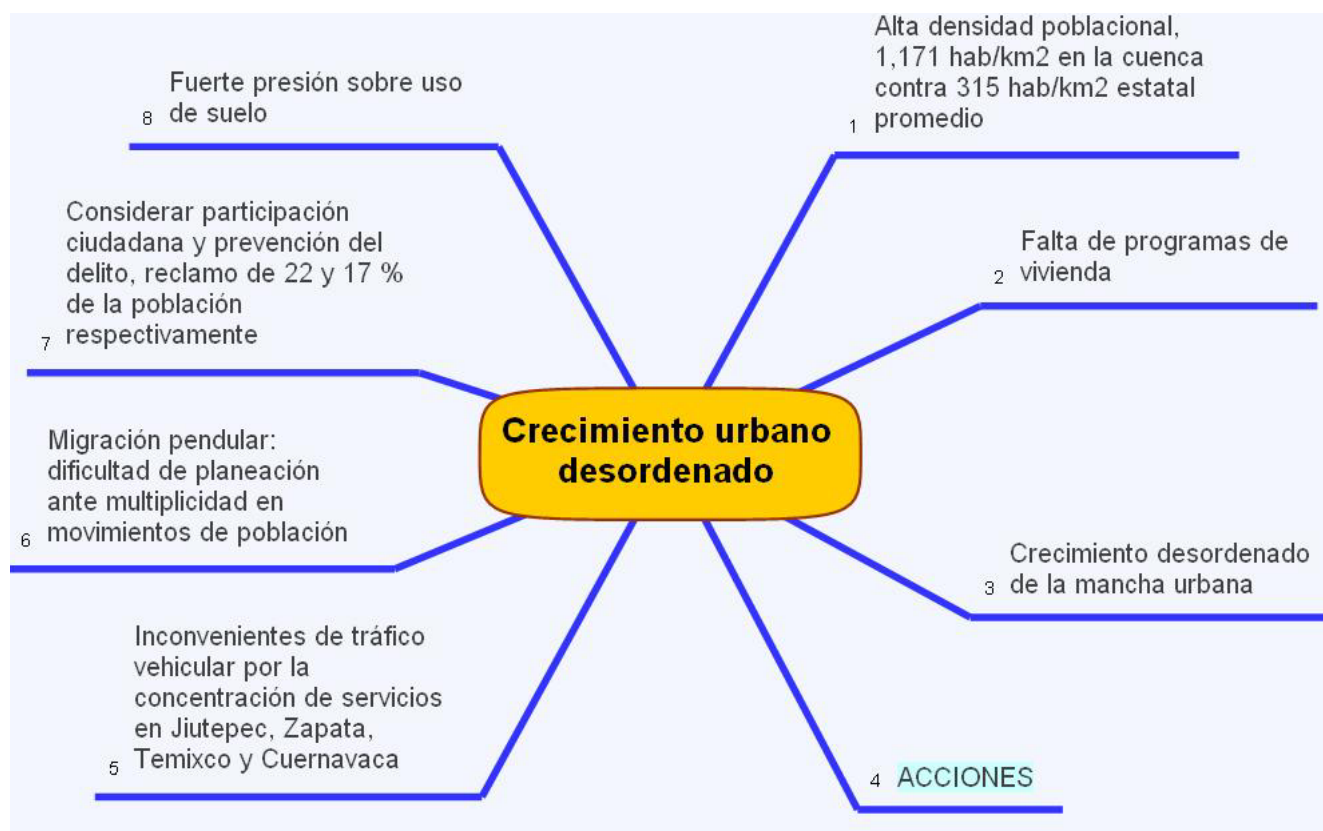 Crecimiento urbano
desordenado
1 Alta densidad poblacional,
1,171 hab/km2 en la cuenca
contra 315 hab/km2 estatal
promedio
2 Falta de programas de
vivienda
3 Crecimiento desordenado
de la mancha urbana
4 ACCIONES
5 Inconvenientes de tráfico
vehicular por la
concentración de servicios
en Jiutepec, Zapata,
Temixco y Cuernavaca
6 Migración pendular:
dificultad de planeación
ante multiplicidad en
movimientos de población
7 Considerar participación
ciudadana y prevención del
delito, reclamo de 22 y 17 %
de la población
respectivamente
8 Fuerte presión sobre uso
de suelo